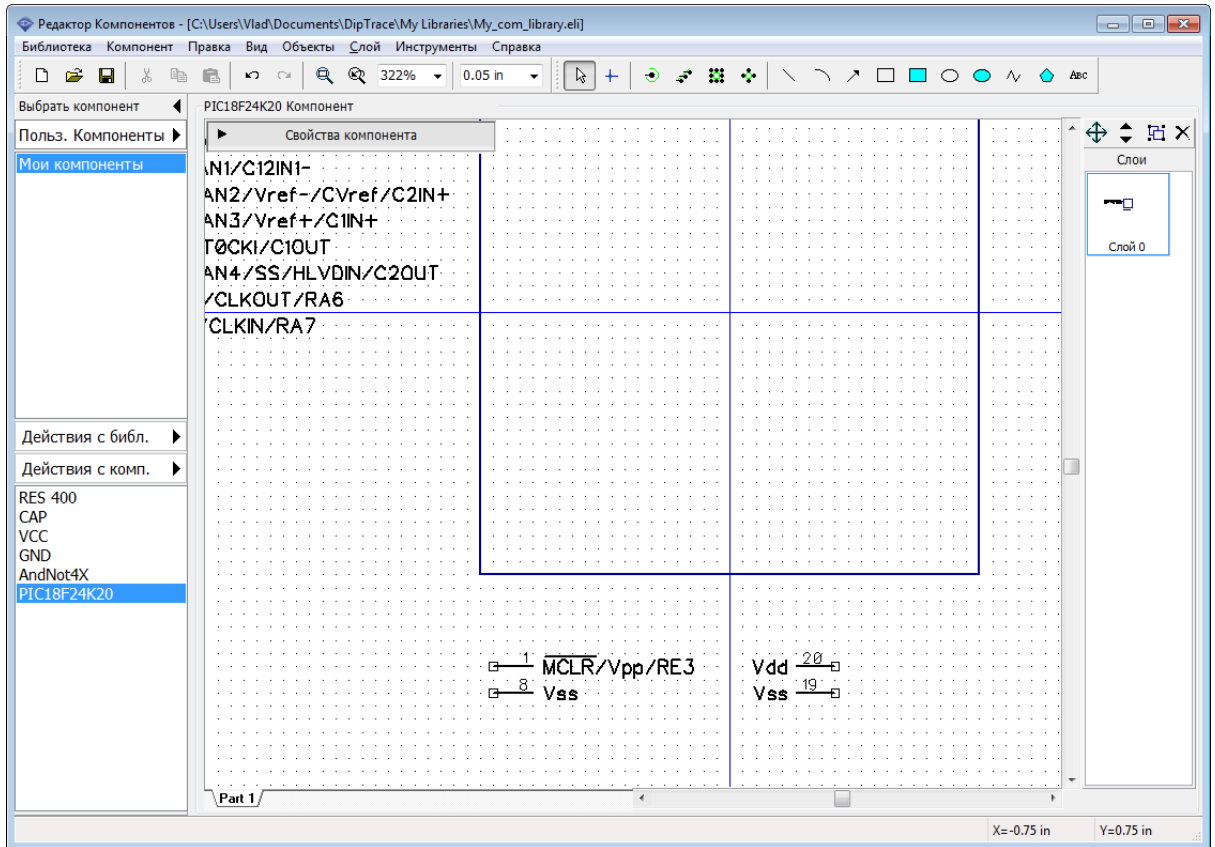 Редактор Компонентов - [C:\Users\Vlad\Documents\DipTrace\My Libraries\My_com_library.eli]
Библиотека Компонент Правка Вид Объекты Слой Инструменты Справка
322% 0.05 in ABC
Выбрать компонент
PIC18F24K20 Компонент
Польз. Компоненты
Свойства компонента
Мои компоненты
Слои
Слой 0
AN1/C12IN1-
AN2/Vref-/CVref/C2IN+
AN3/Vref+/C1IN+
T0CKI/C1OUT
AN4/SS/HLVDIN/C2OUT
/CLKOUT/RA6
/CLKIN/RA7
Действия с библ.
Действия с комп.
RES 400
CAP
VCC
GND
AndNot4X
PIC18F24K20
1 MCLR/Vpp/RE3 Vdd 20
8 Vss Vss 19
Part 1
X=-0.75 in Y=0.75 in